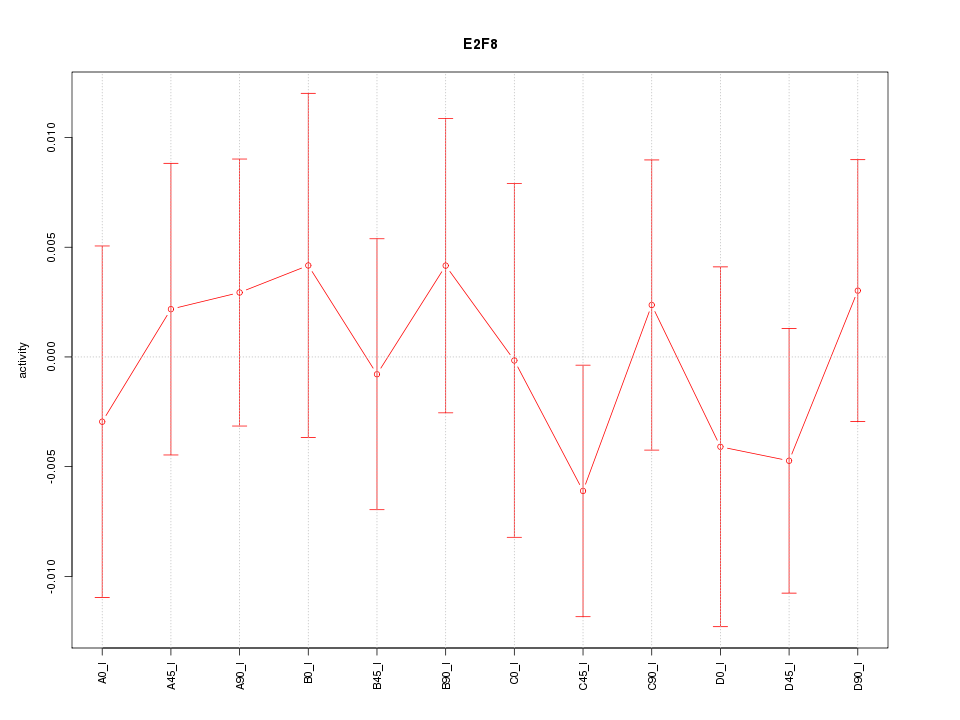 E2F8
activity
0.010
0.005
0.000
-0.005
-0.010
A0_I
A45_I
A90_I
B0_I
B45_I
B90_I
C0_I
C45_I
C90_I
D0_I
D45_I
D90_I